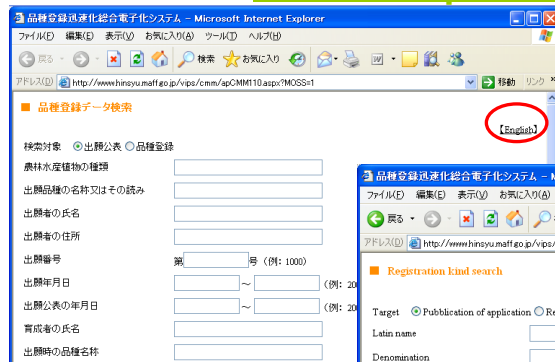 品種登録迅速化総合電子化システム - Microsoft Internet Explorer
ファイル(F) 編集(E) 表示(V) お気に入り(A) ツール(T) ヘルプ(H)
戻る 検索 お気に入り
アドレス(D) http://www.hinsyu.maff.go.jp/vips/cmm/apCMM110.aspx?MOSS=1 移動 リンク
品種登録データ検索
【English】
検索対象 出願公表 品種登録
農林水産植物の種類
出願品種の名称又はその読み
出願者の氏名
出願者の住所
出願番号 第 号 (例: 1000)
出願年月日 ～ (例: 20
出願公表の年月日 ～ (例: 20
育成者の氏名
出願時の品種名称
品種登録迅速化総合電子化システム - M
ファイル(F) 編集(E) 表示(V) お気に入り(A)
戻る
アドレス(D) http://www.hinsyu.maff.go.jp/vips/
Registration kind search
Target Pubblication of application Re
Latin name
Denomination